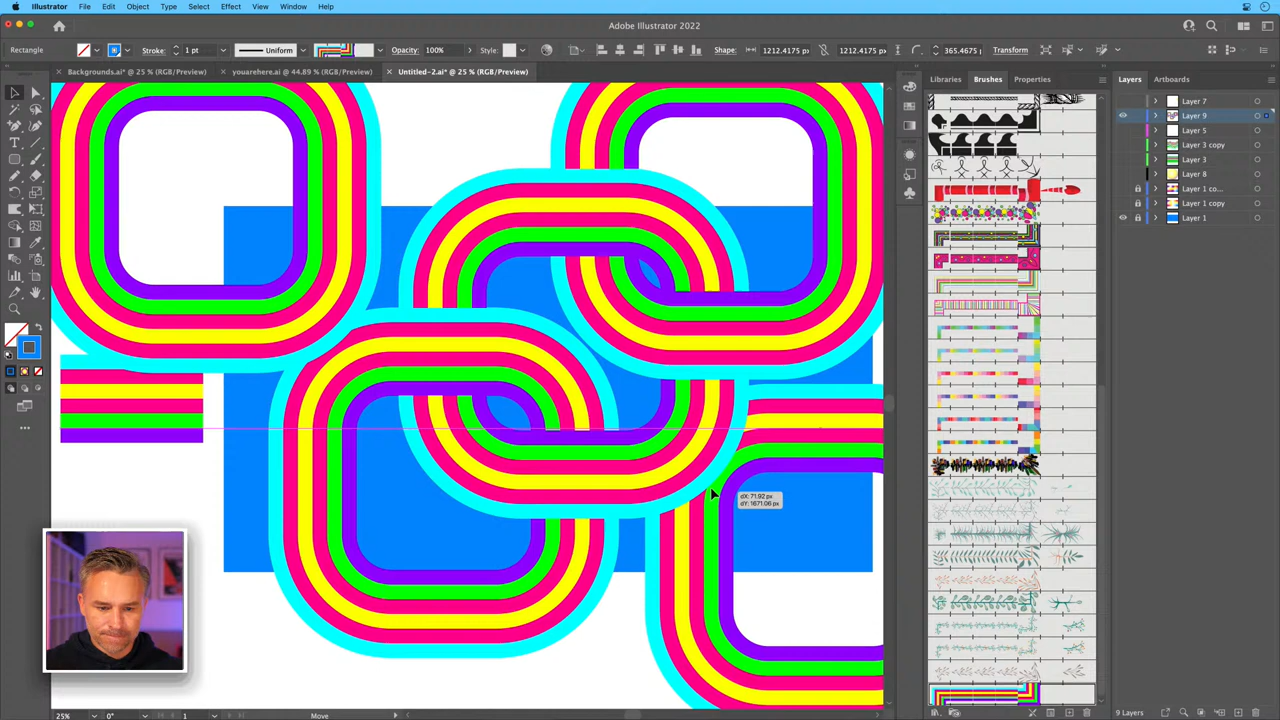 Illustrator File Edit Object Type Select Effect View Window Help
Adobe Illustrator 2022
Rectangle Stroke: 1 pt Uniform Opacity: 100% Style: Shape: 1212.4175 px 1212.4175 px 365.4675 px Transform
× Backgrounds.ai* @ 25 % (RGB/Preview) × youarehere.ai @ 44.89 % (RGB/Preview) × Untitled-2.ai* @ 25 % (RGB/Preview)
Libraries Brushes Properties Layers Artboards
Layer 7
Layer 9
Layer 5
Layer 3 copy
Layer 3
Layer 8
Layer 1 co...
Layer 1 copy
Layer 1
dX: 71.92 px
dY: 1671.06 px
25% 0° 1 Move 9 Layers